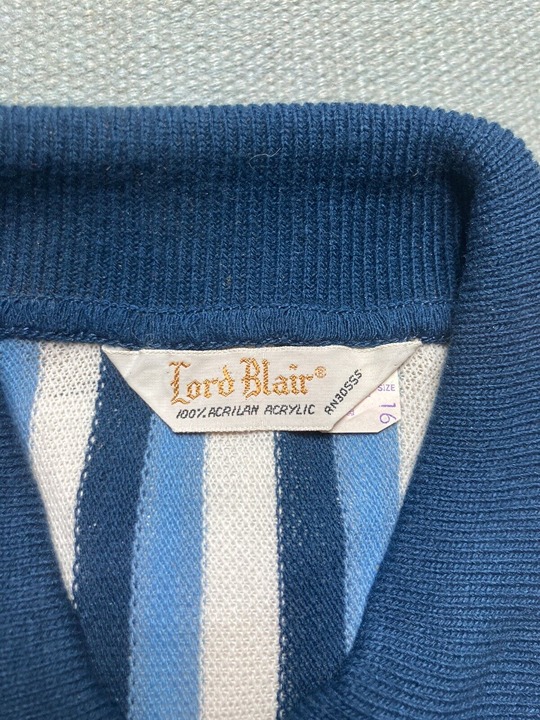 Lord Blair®
100% ACRILAN ACRYLIC RN30555
SIZE
16